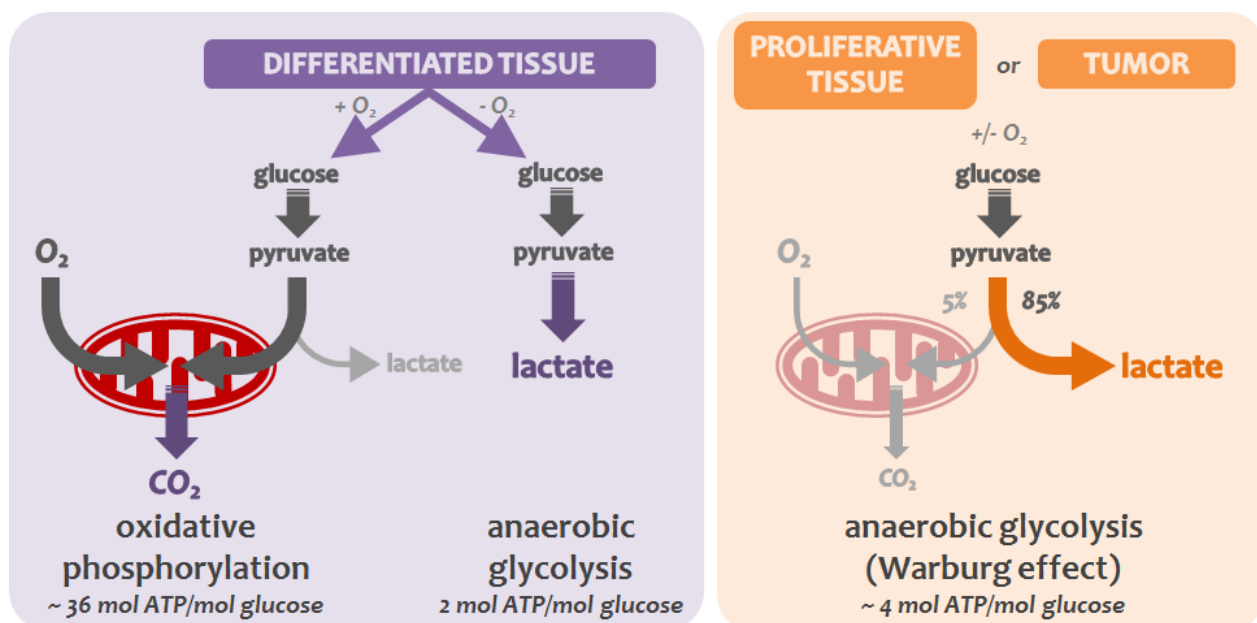 DIFFERENTIATED TISSUE
+ O₂
- O₂
glucose
glucose
O₂
pyruvate
pyruvate
lactate
lactate
CO₂
oxidative
phosphorylation
~ 36 mol ATP/mol glucose
anaerobic
glycolysis
2 mol ATP/mol glucose
PROLIFERATIVE
TISSUE
or
TUMOR
+/- O₂
glucose
O₂
pyruvate
5%
85%
lactate
CO₂
anaerobic glycolysis
(Warburg effect)
~ 4 mol ATP/mol glucose